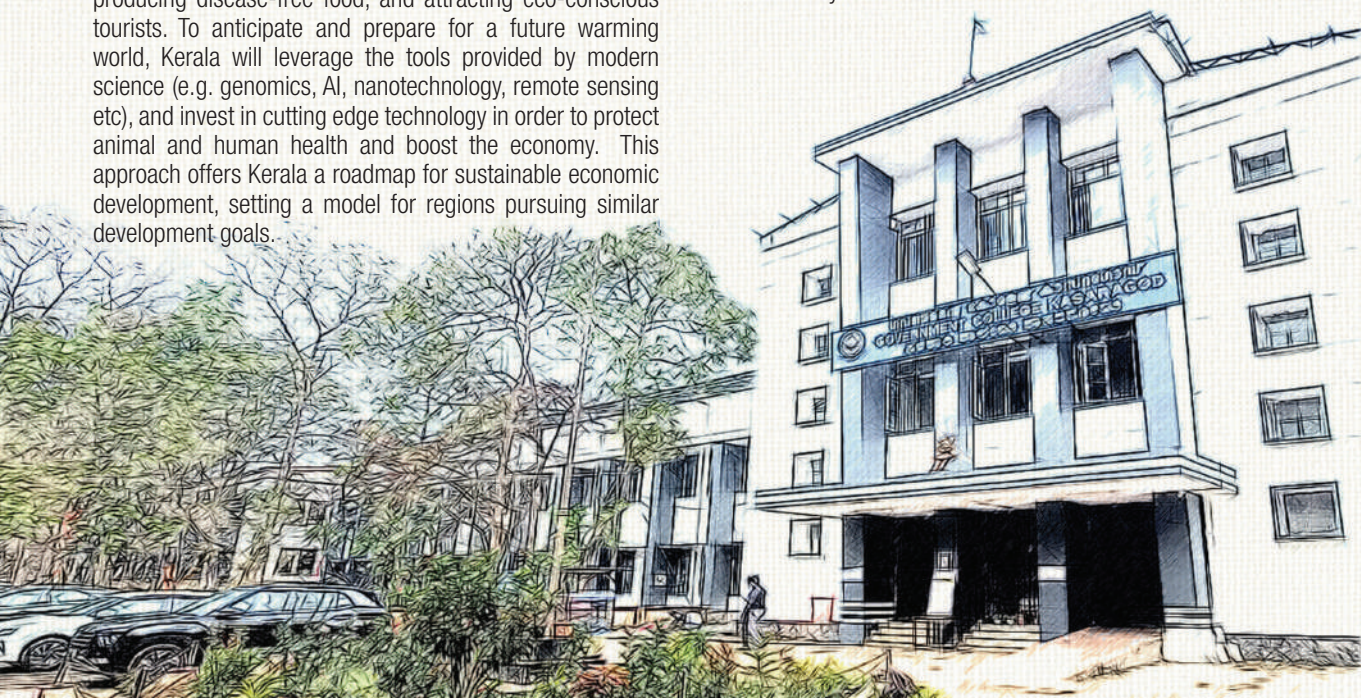 producing disease-free food, and attracting eco-conscious
tourists. To anticipate and prepare for a future warming
world, Kerala will leverage the tools provided by modern
science (e.g. genomics, AI, nanotechnology, remote sensing
etc), and invest in cutting edge technology in order to protect
animal and human health and boost the economy. This
approach offers Kerala a roadmap for sustainable economic
development, setting a model for regions pursuing similar
development goals.
GOVERNMENT COLLEGE KASARAGOD